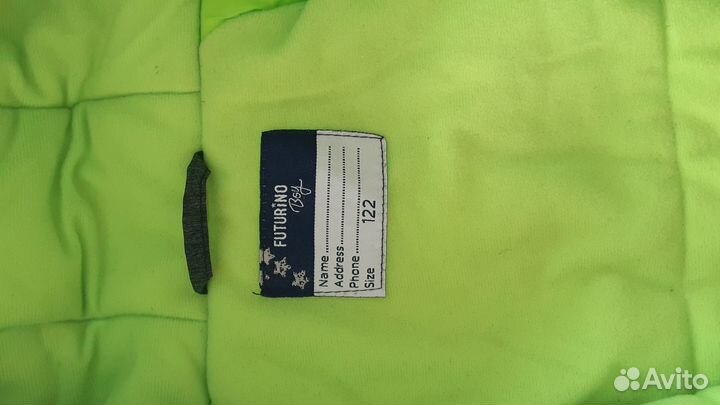 FUTURiNO
Boy
Name ........................
Address ....................
Phone .......................
Size 122
Avito